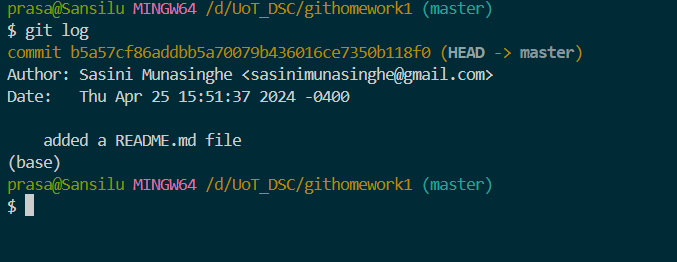 prasa@Sansilu MINGW64 /d/UoT_DSC/githomework1 (master)
$ git log
commit b5a57cf86addbb5a70079b436016ce7350b118f0 (HEAD -> master)
Author: Sasini Munasinghe <sasinimunasinghe@gmail.com>
Date:   Thu Apr 25 15:51:37 2024 -0400
    added a README.md file
(base)
prasa@Sansilu MINGW64 /d/UoT_DSC/githomework1 (master)
$